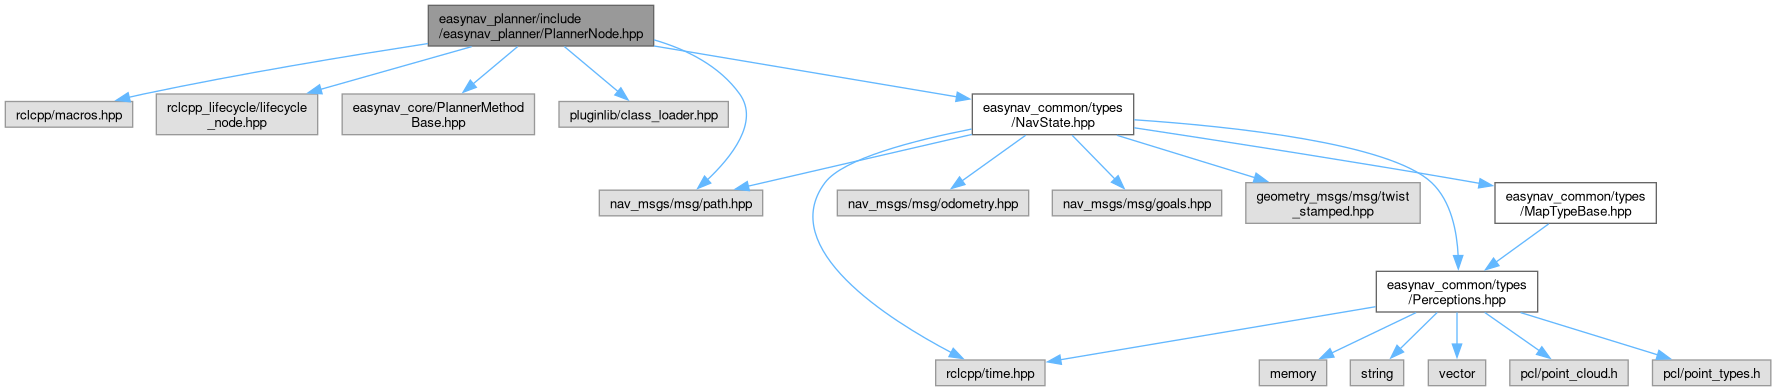 easynav_planner/include
/easynav_planner/PlannerNode.hpp
rclcpp/macros.hpp
rclcpp_lifecycle/lifecycle
_node.hpp
easynav_core/PlannerMethod
Base.hpp
pluginlib/class_loader.hpp
easynav_common/types
/NavState.hpp
nav_msgs/msg/path.hpp
nav_msgs/msg/odometry.hpp
nav_msgs/msg/goals.hpp
geometry_msgs/msg/twist
_stamped.hpp
easynav_common/types
/MapTypeBase.hpp
easynav_common/types
/Perceptions.hpp
rclcpp/time.hpp
memory
string
vector
pcl/point_cloud.h
pcl/point_types.h